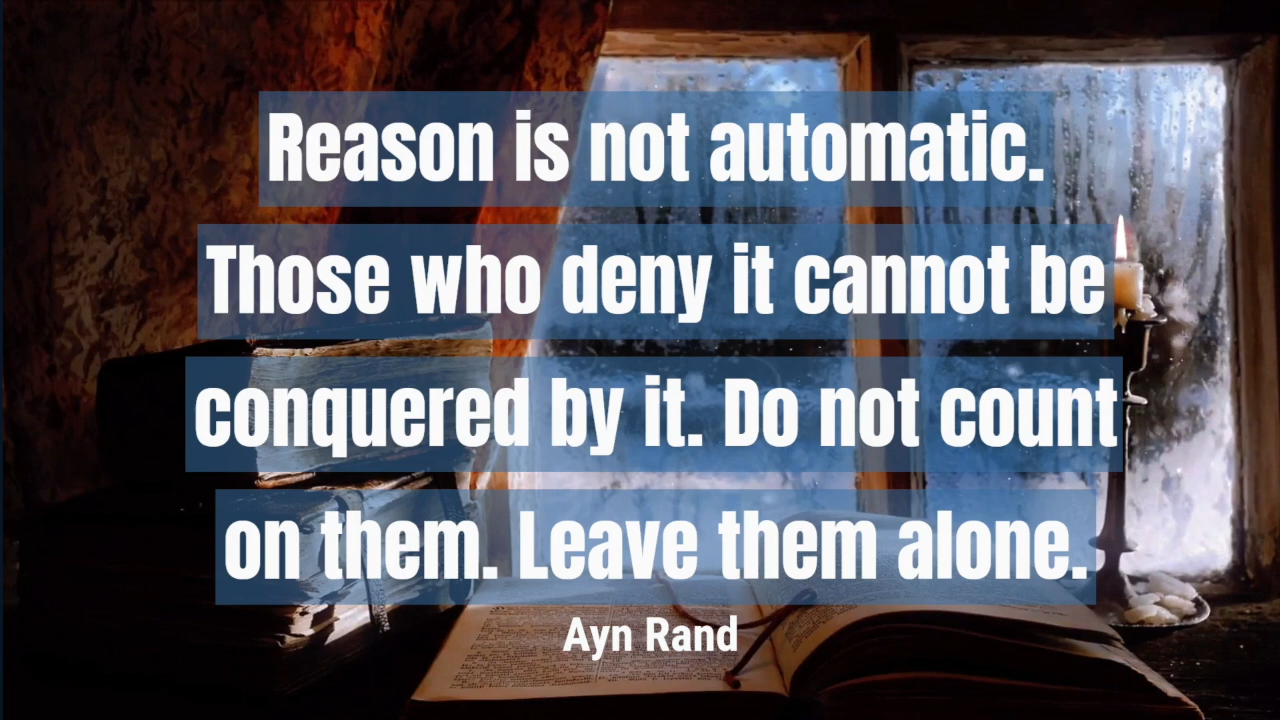 Reason is not automatic.
Those who deny it cannot be
conquered by it. Do not count
on them. Leave them alone.
Ayn Rand